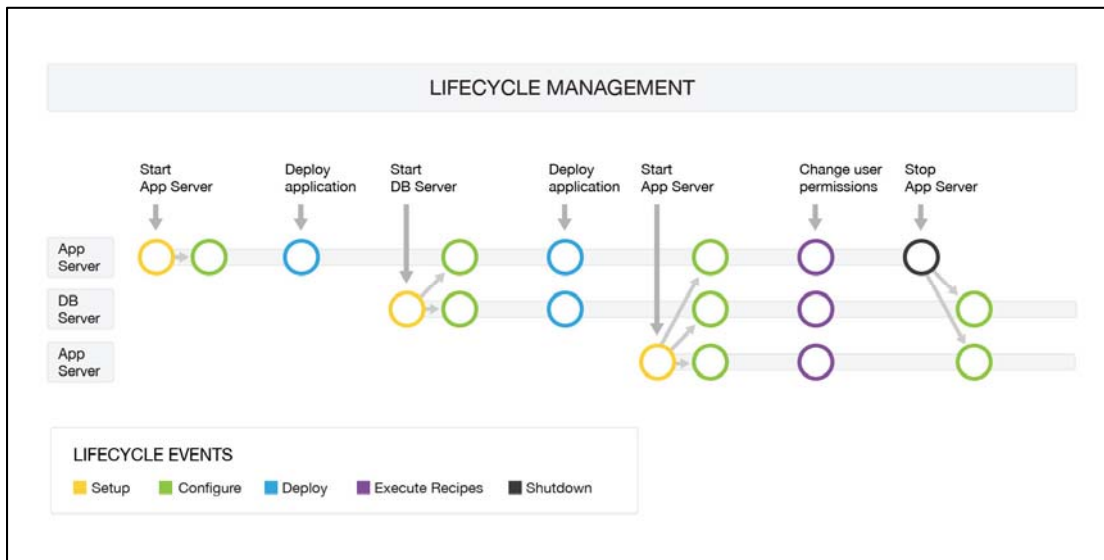 LIFECYCLE MANAGEMENT
Start
App Server
Deploy
application
Start
DB Server
Deploy
application
Start
App Server
Change user
permissions
Stop
App Server
App
Server
DB
Server
App
Server
LIFECYCLE EVENTS
Setup Configure Deploy Execute Recipes Shutdown